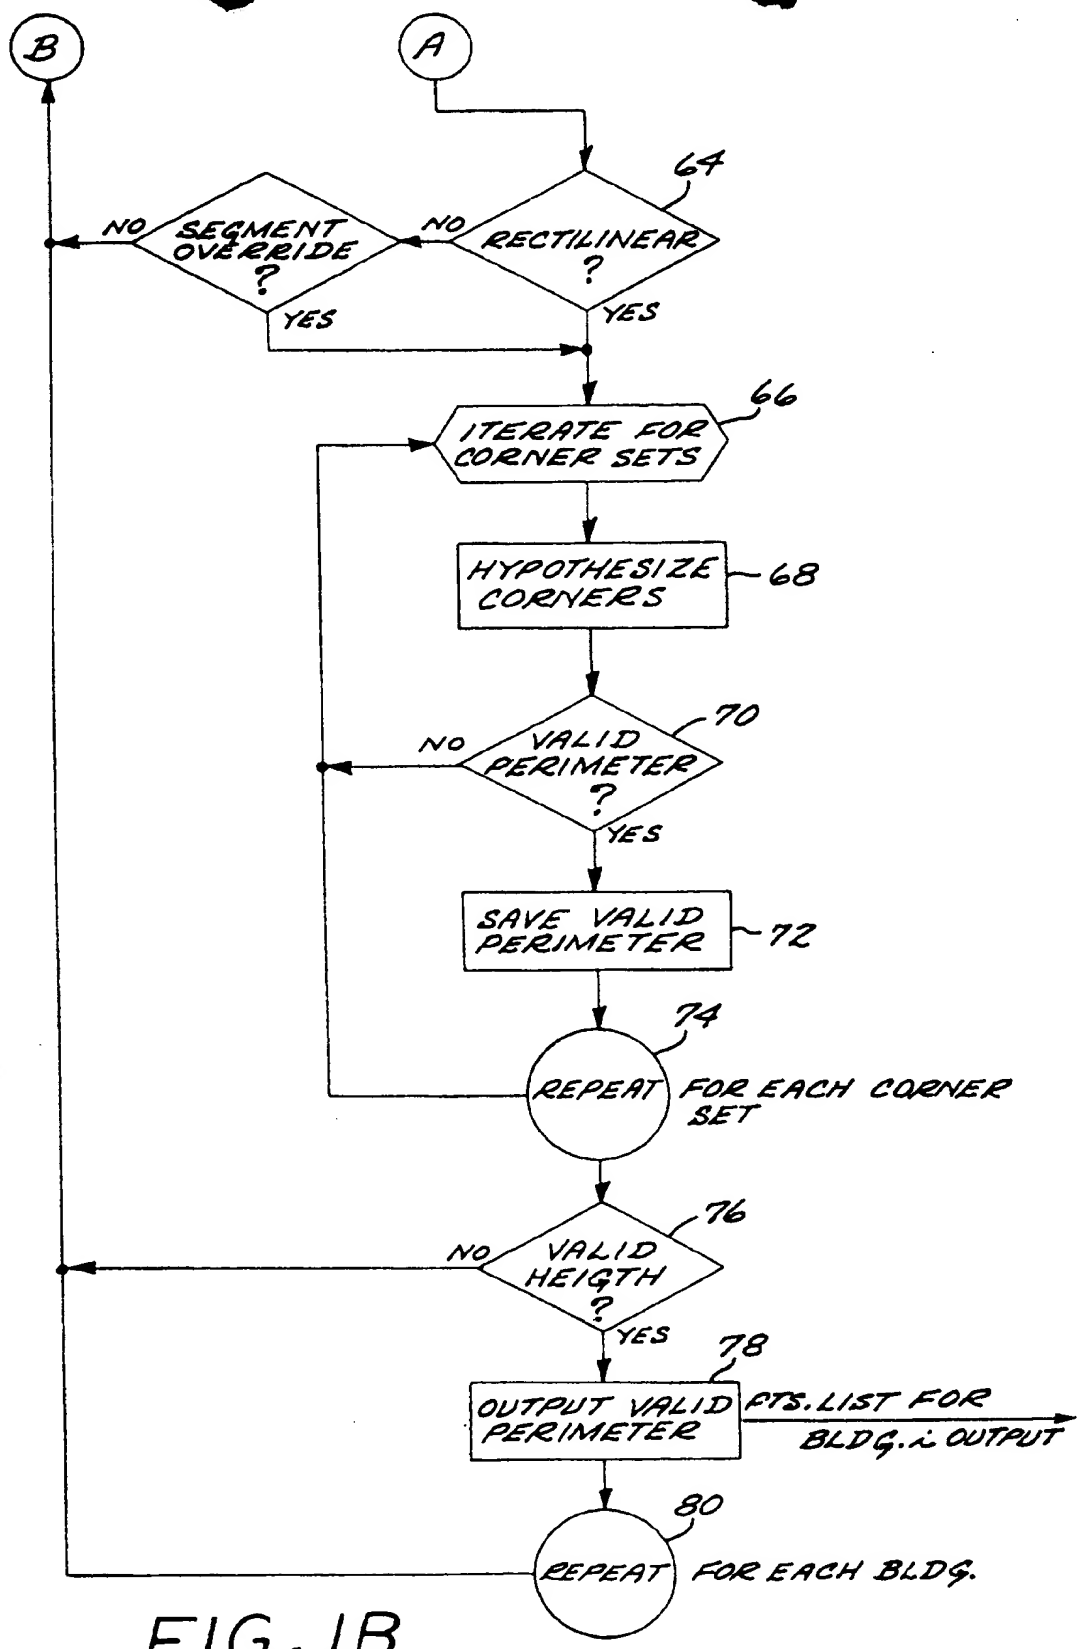 B
A
64
NO
SEGMENT
OVERRIDE
?
YES
NO
RECTILINEAR
?
YES
66
ITERATE FOR
CORNER SETS
HYPOTHESIZE
CORNERS
68
70
NO
VALID
PERIMETER
?
YES
SAVE VALID
PERIMETER
72
74
REPEAT
FOR EACH CORNER
SET
76
NO
VALID
HEIGTH
?
YES
78
OUTPUT VALID
PERIMETER
PTS. LIST FOR
BLDG. i OUTPUT
80
REPEAT
FOR EACH BLDG.
FIG. 1B